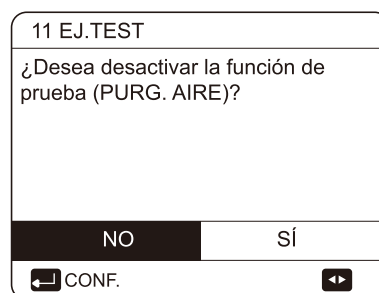 11 EJ.TEST
¿Desea desactivar la función de
prueba (PURG. AIRE)?
NO SÍ
CONF.